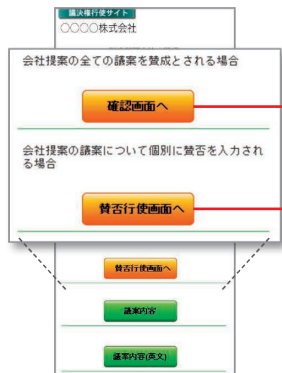 議決権行使サイト
○○○○株式会社
会社提案の全ての議案を賛成とされる場合
確認画面へ
会社提案の議案について個別に賛否を入力され
る場合
賛否行使画面へ
賛否行使画面へ
議案内容
議案内容(英文)